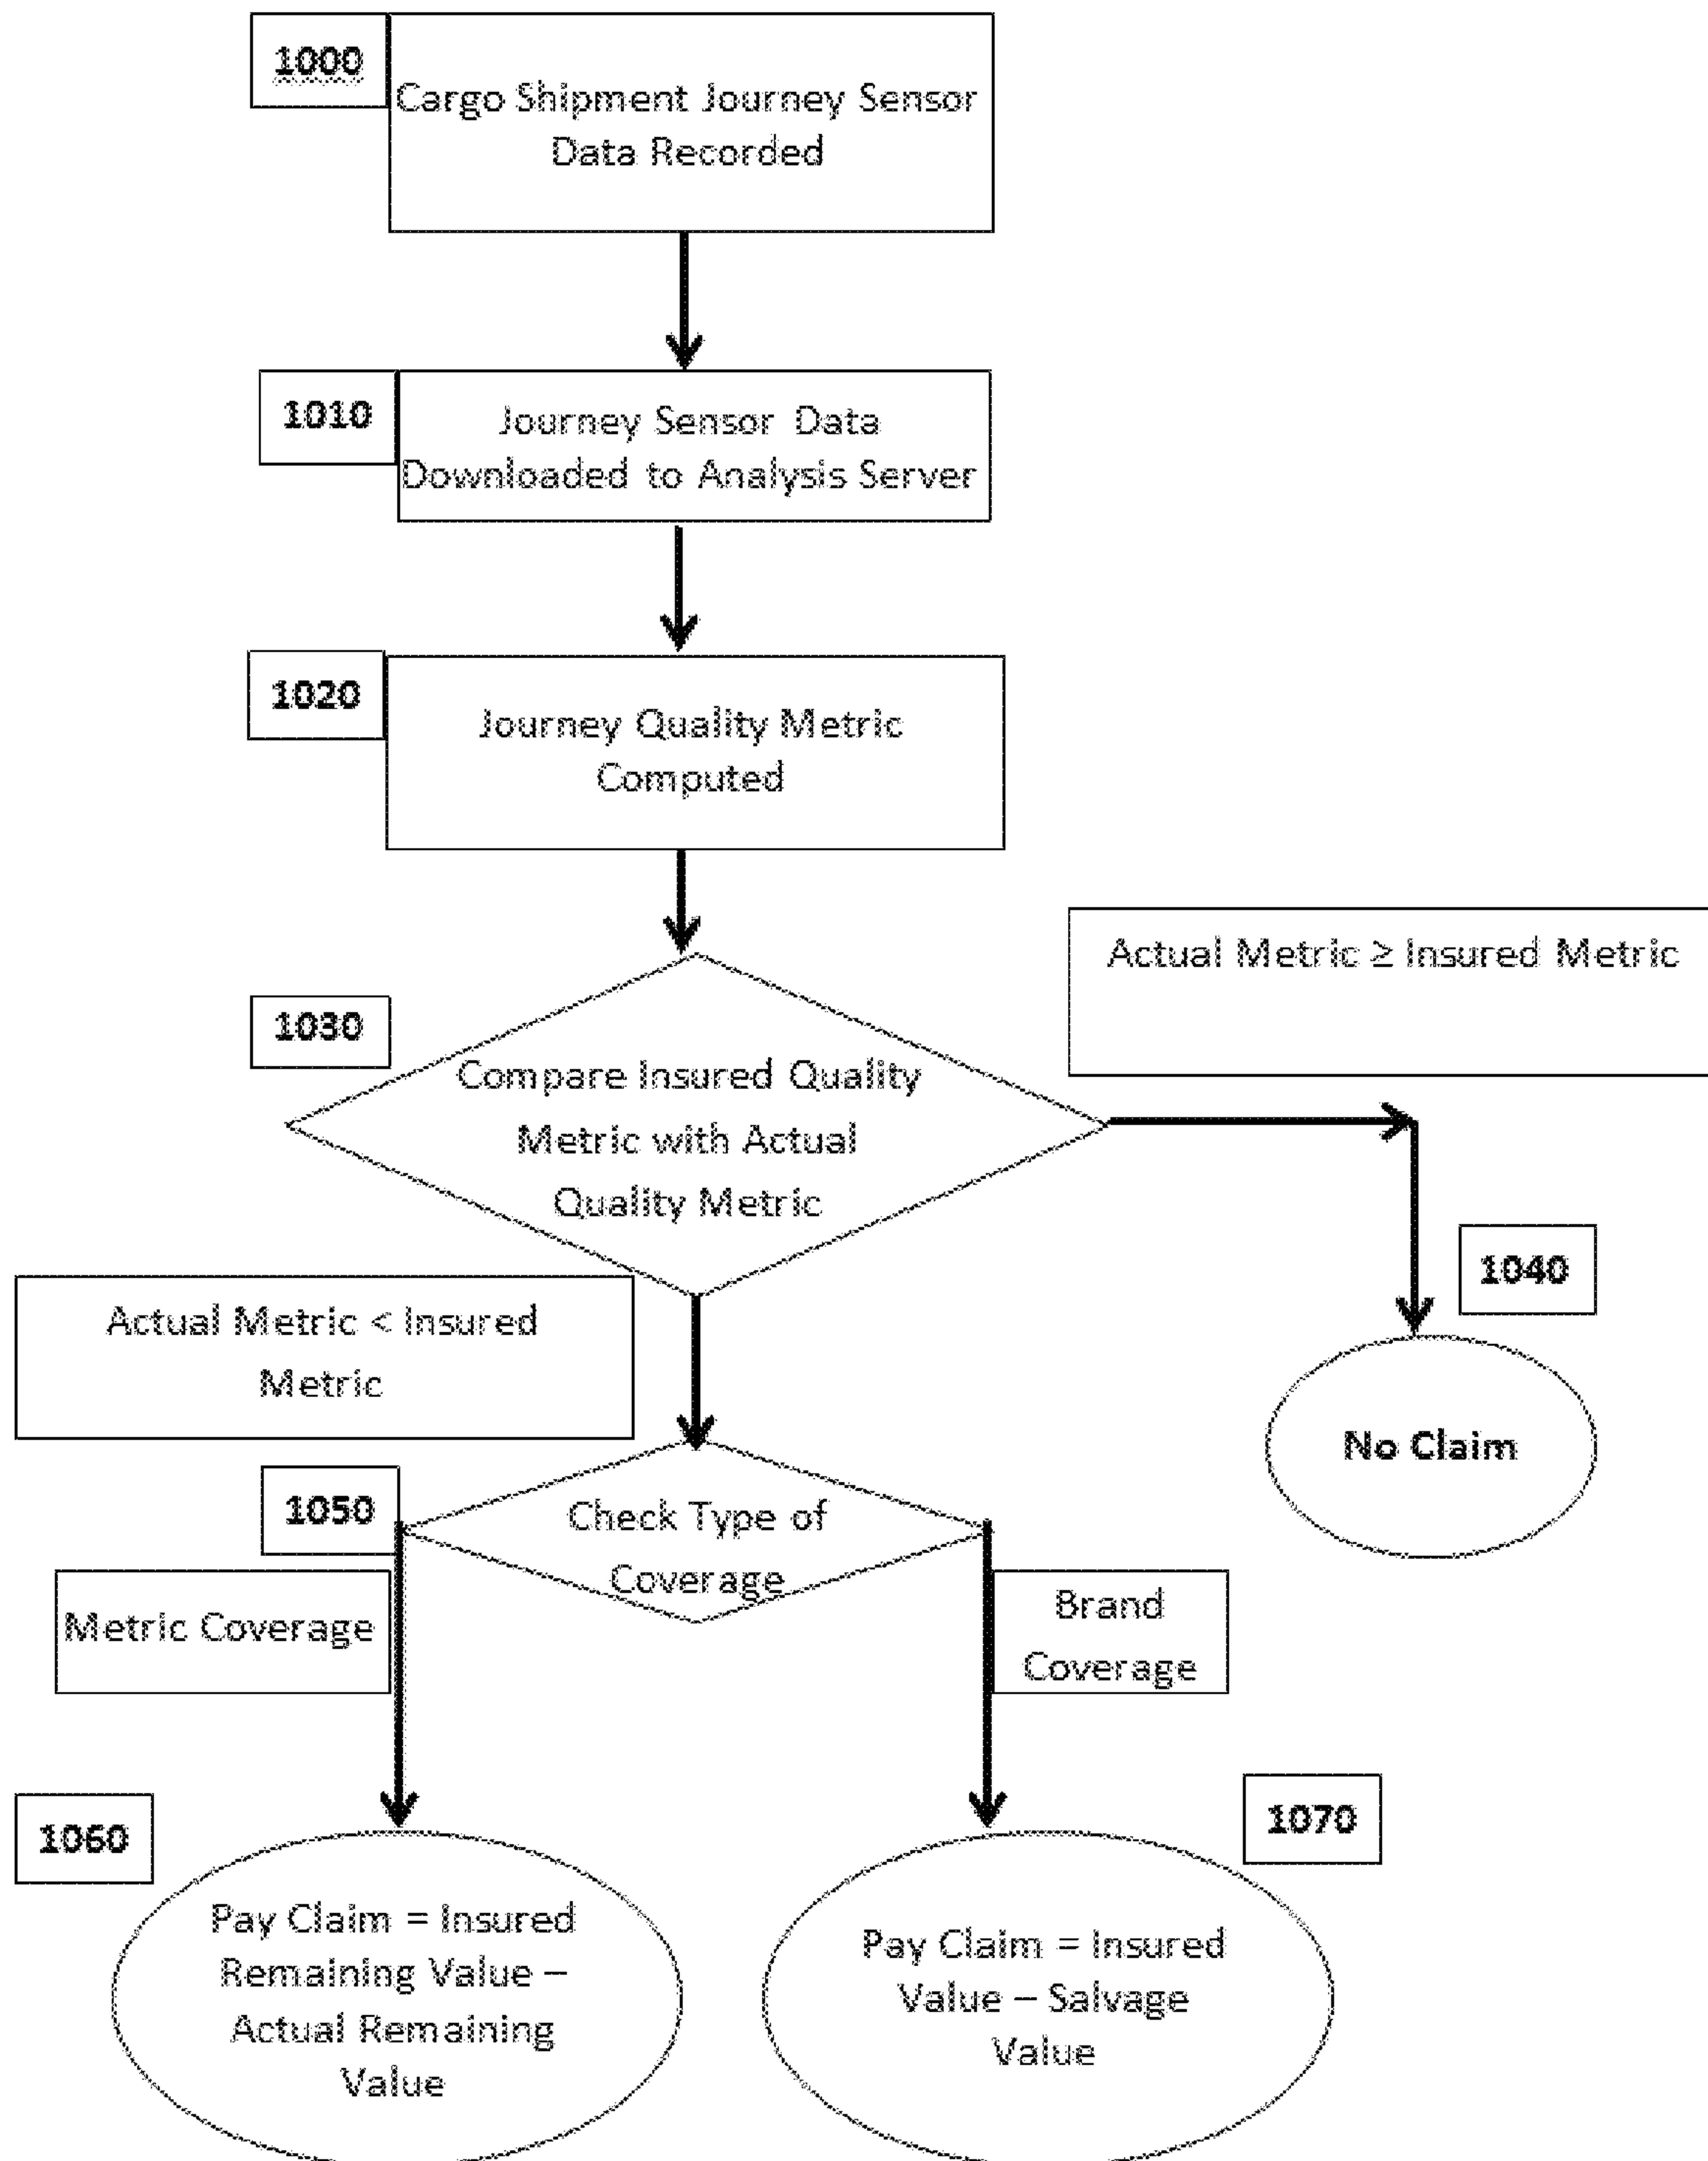 1000
Cargo Shipment Journey Sensor
Data Recorded
1010
Journey Sensor Data
Downloaded to Analysis Server
1020
Journey Quality Metric
Computed
Actual Metric ≥ Insured Metric
1030
Compare Insured Quality
Metric with Actual
Quality Metric
1040
No Claim
Actual Metric < Insured
Metric
1050
Check Type of
Coverage
Metric Coverage
Brand
Coverage
1060
Pay Claim = Insured
Remaining Value –
Actual Remaining
Value
1070
Pay Claim = Insured
Value – Salvage
Value